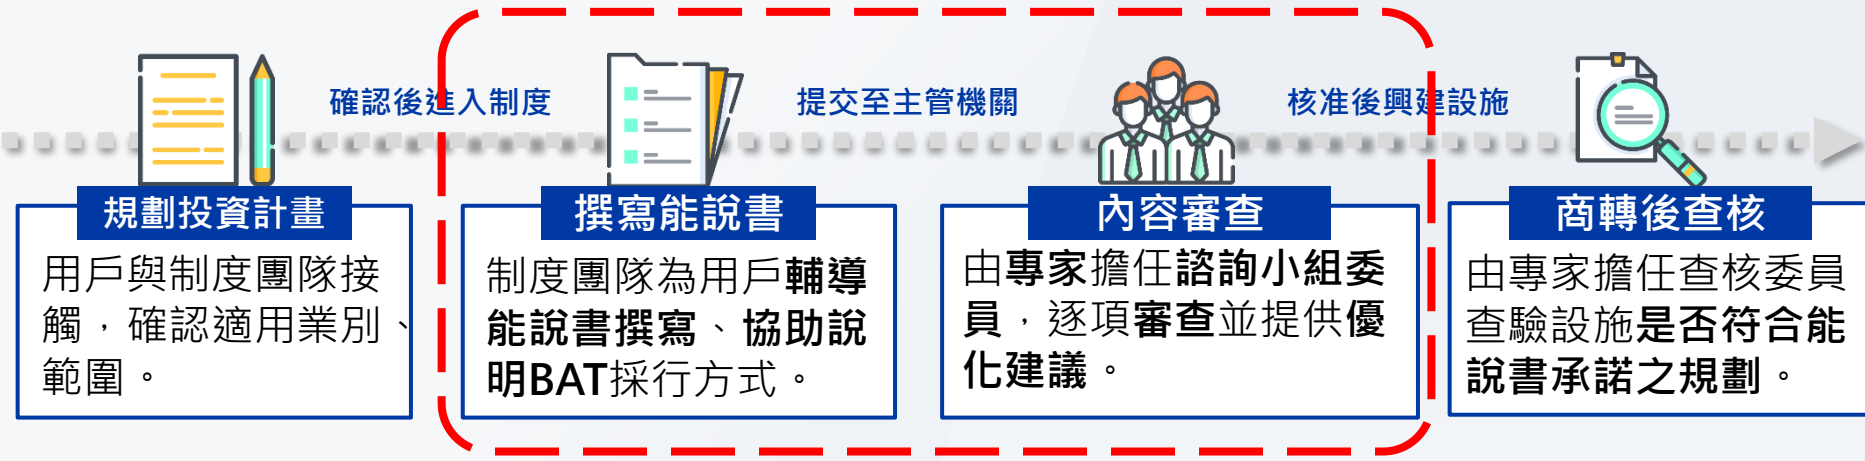 確認後進入制度
提交至主管機關
核准後興建設施
規劃投資計畫
用戶與制度團隊接
觸，確認適用業別、
範圍。
撰寫能說書
制度團隊為用戶輔導
能說書撰寫、協助說
明BAT採行方式。
內容審查
由專家擔任諮詢小組委
員，逐項審查並提供優
化建議。
商轉後查核
由專家擔任查核委員
查驗設施是否符合能
說書承諾之規劃。